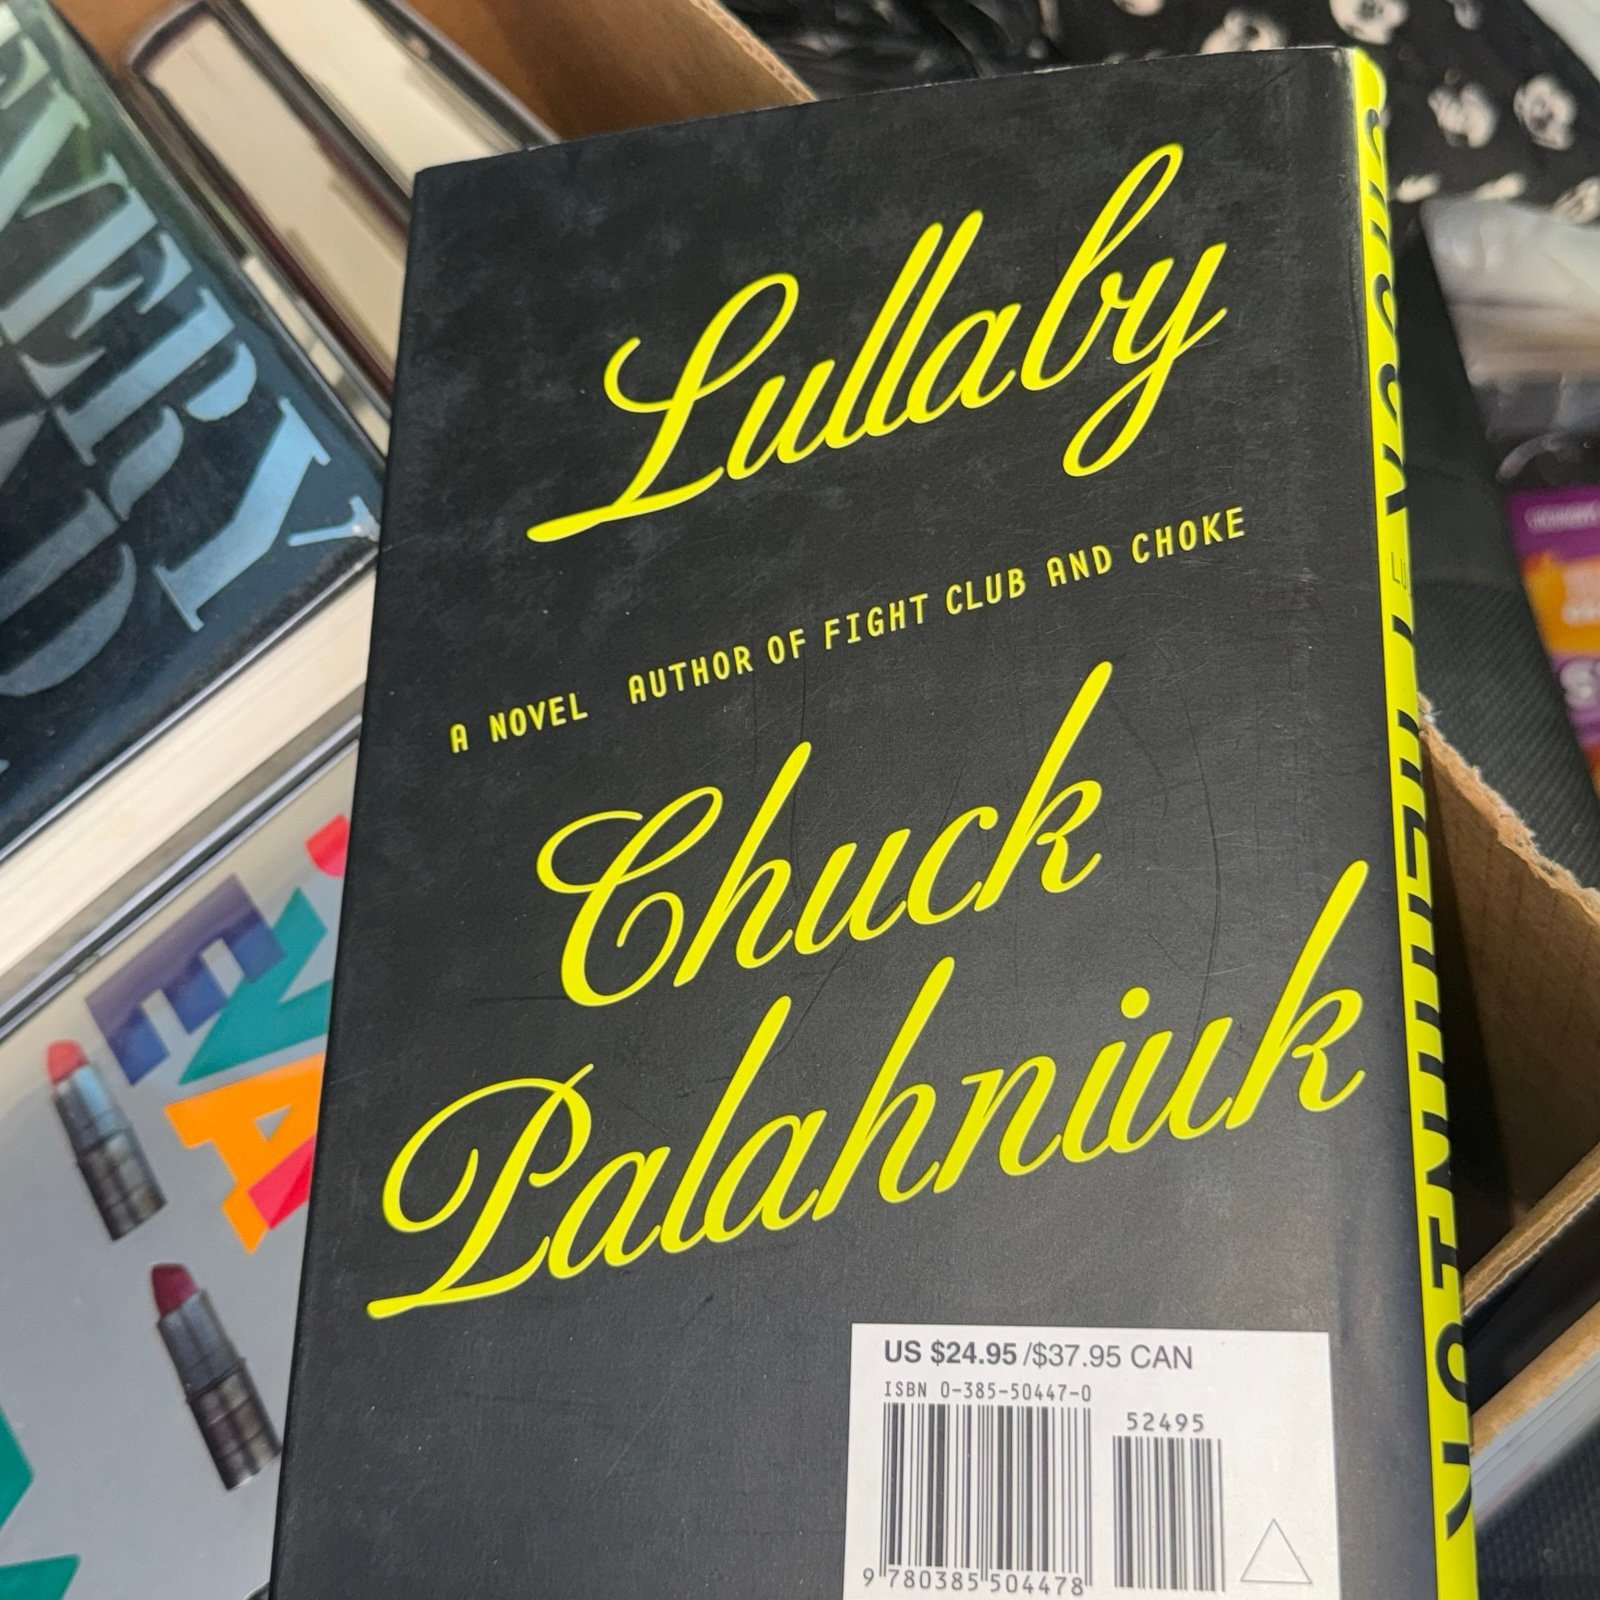 Lullaby
A NOVEL AUTHOR OF FIGHT CLUB AND CHOKE
Chuck
Palahniuk
US $24.95/$37.95 CAN
ISBN 0-385-50447-0
52495
9 780385 504478